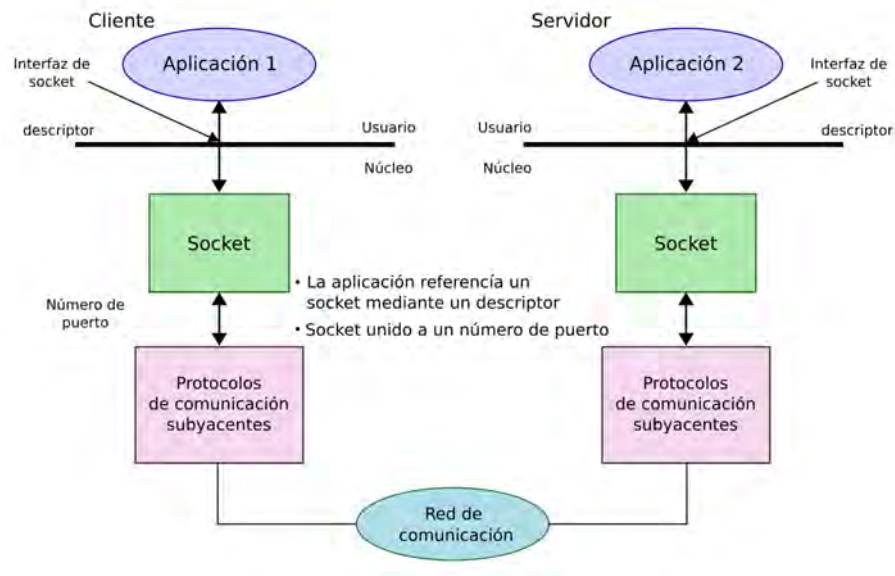 Cliente
Servidor
Aplicación 1
Aplicación 2
Interfaz de
socket
Interfaz de
socket
descriptor
Usuario
Usuario
descriptor
Núcleo
Núcleo
Socket
Socket
• La aplicación referencía un
socket mediante un descriptor
Número de
puerto
• Socket unido a un número de puerto
Protocolos
de comunicación
subyacentes
Protocolos
de comunicación
subyacentes
Red de
comunicación